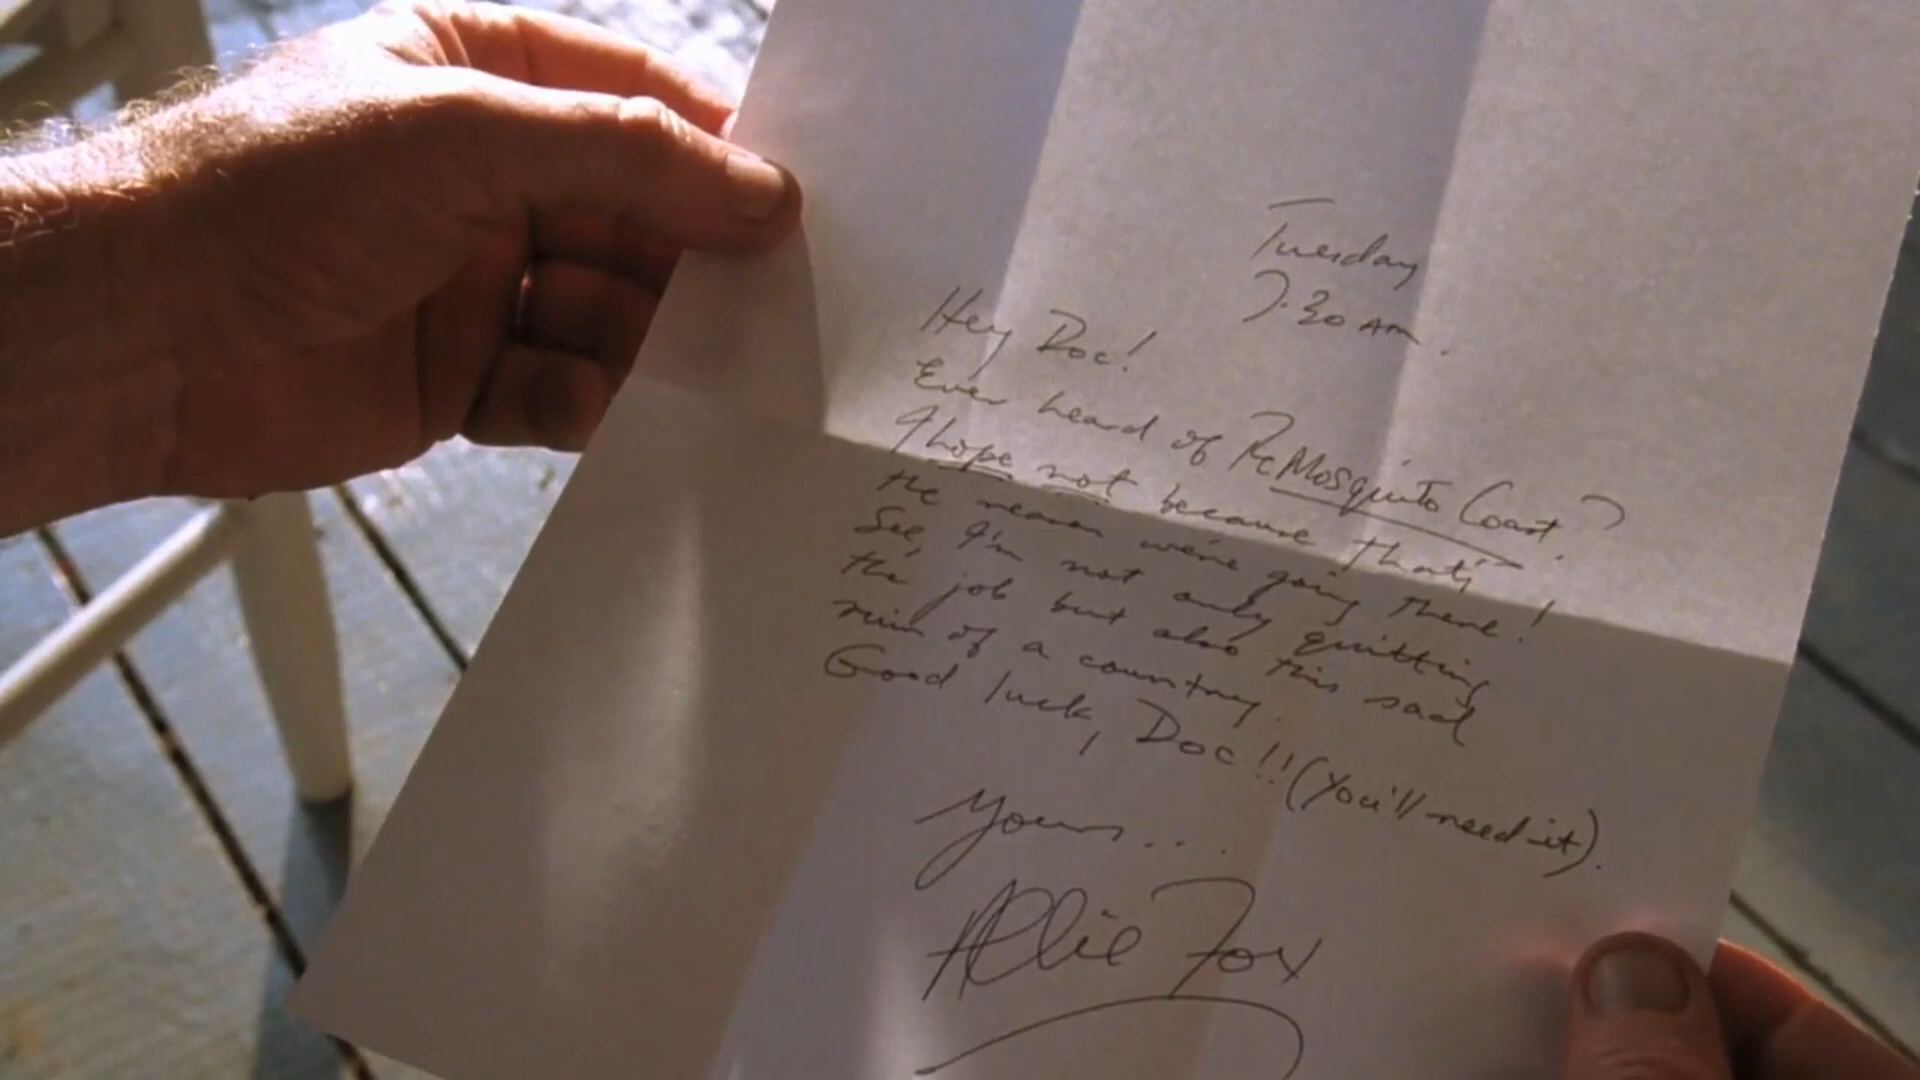 Tuesday
7.30 AM.
Hey Doc!
Ever heard of The Mosquito Coast?
I hope not because that's
the reason we're going there!
See, I'm not only quitting
the job but also this sad
ruin of a country.
Good luck, Doc!! (You'll need it).
Yours...
Allie Fox